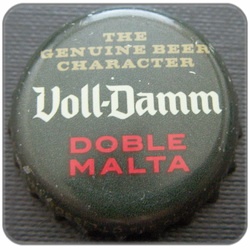 THE
GENUINE BEER
CHARACTER
Voll-Damm
DOBLE
MALTA